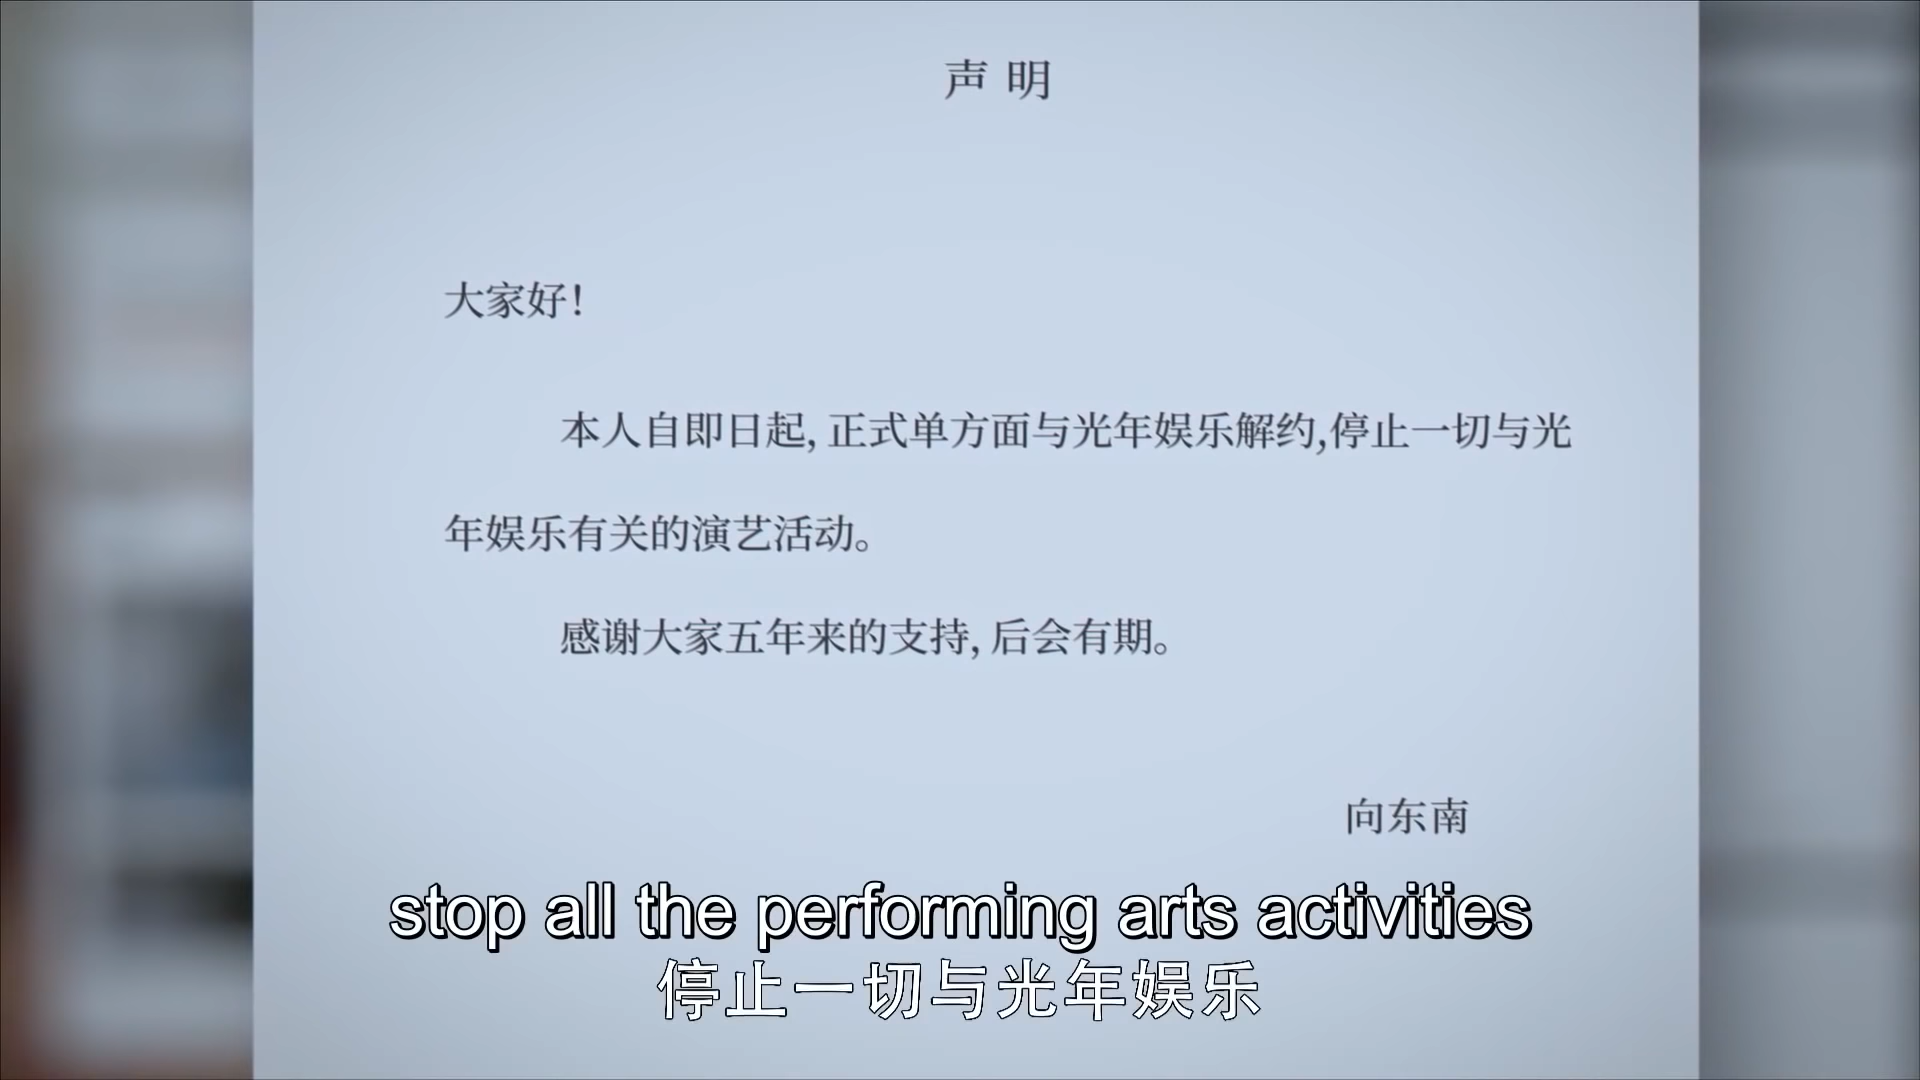 声 明
大家好！
本人自即日起, 正式单方面与光年娱乐解约,停止一切与光
年娱乐有关的演艺活动。
感谢大家五年来的支持, 后会有期。
向东南
stop all the performing arts activities
停止一切与光年娱乐